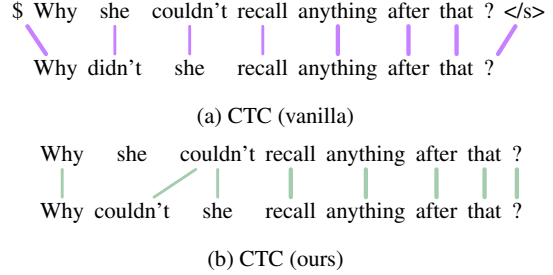 $ Why she couldn't recall anything after that ? </s>
Why didn't she recall anything after that ?
(a) CTC (vanilla)
Why she couldn't recall anything after that ?
Why couldn't she recall anything after that ?
(b) CTC (ours)